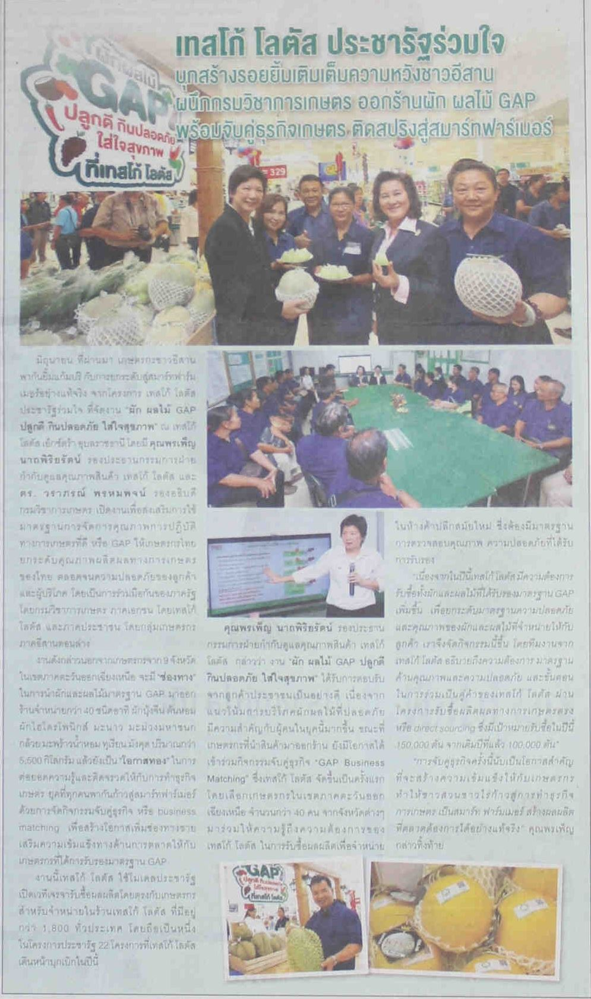 เทสโก้ โลตัส ประชารัฐร่วมใจ
บุกสร้างรอยยิ้มเติมเต็มความหวังชาวอีสาน
ผนึกกรมวิชาการเกษตร ออกร้านผัก ผลไม้ GAP
พร้อมจับคู่ธุรกิจเกษตร ติดสปริงสู่สมาร์ทฟาร์เมอร์
ผักผลไม้
GAP
ปลูกดี กินปลอดภัย
ใส่ใจสุขภาพ
ที่เทสโก้ โลตัส
329
มิถุนายน ที่ผ่านมา เกษตรกรชาวอีสาน
พากันยิ้มแก้มปริ กับการยกระดับสู่สมาร์ทฟาร์ม
เมอร์อย่างแท้จริง จากโครงการ เทสโก้ โลตัส
ประชารัฐร่วมใจ ที่จัดงาน "ผัก ผลไม้ GAP
ปลูกดี กินปลอดภัย ใส่ใจสุขภาพ" ณ เทสโก้
โลตัส เอ็กซ์ตร้า อุบลราชธานี โดยมี คุณพรเพ็ญ
นาถพิริยรัตน์ รองประธานกรรมการฝ่าย
กำกับดูแลคุณภาพสินค้า เทสโก้ โลตัส และ
ดร. วราภรณ์ พรหมพจน์ รองอธิบดี
กรมวิชาการเกษตร เปิดงานเพื่อส่งเสริมการใช้
มาตรฐานการจัดการคุณภาพการปฏิบัติ
ทางการเกษตรที่ดี หรือ GAP ให้เกษตรกรไทย
ยกระดับคุณภาพผลิตผลทางการเกษตร
ของไทย ตลอดจนความปลอดภัยของลูกค้า
และผู้บริโภค โดยเป็นการร่วมมือกันของภาครัฐ
โดยกรมวิชาการเกษตร ภาคเอกชน โดยเทสโก้
โลตัส และภาคประชาชน โดยกลุ่มเกษตรกร
ภาคอีสานตอนล่าง
งานดังกล่าวนอกจากเกษตรกรจาก 9 จังหวัด
ในเขตภาคตะวันออกเฉียงเหนือ จะมี "ช่องทาง"
ในการนำผักและผลไม้มาตรฐาน GAP มาออก
ร้านจำหน่ายกว่า 40 ชนิดอาทิ ผักบุ้งจีน ต้นหอม
ผักไฮโดรโพนิกส์ มะนาว มะม่วงมหาชนก
กล้วย มะพร้าวน้ำหอม ทุเรียน มังคุด ปริมาณกว่า
5,500 กิโลกรัม แล้วยังเป็น "โอกาสทอง" ในการ
ต่อยอดความรู้และติดจรวดให้กับการทำธุรกิจ
เกษตร ยุคที่ทุกคนพากันก้าวสู่สมาร์ทฟาร์มเมอร์
ด้วยการจัดกิจกรรมจับคู่ธุรกิจ หรือ business
matching เพื่อสร้างโอกาสเพิ่มช่องทางขาย
เสริมความเข้มแข็งทางด้านการตลาดให้กับ
เกษตรกรที่ได้การรับรองมาตรฐาน GAP
งานนี้เทสโก้ โลตัส ใช้โมเดลประชารัฐ
เปิดเวทีเจรจารับซื้อผลผลิตโดยตรงกับเกษตรกร
สำหรับจำหน่ายในร้านเทสโก้ โลตัส ที่มีอยู่
กว่า 1,800 ทั่วประเทศ โดยถือเป็นหนึ่ง
ในโครงการประชารัฐ 22 โครงการที่เทสโก้ โลตัส
เดินหน้าบุกเบิกในปีนี้
คุณพรเพ็ญ นาถพิริยรัตน์ รองประธาน
กรรมการฝ่ายกำกับดูแลคุณภาพสินค้า เทสโก้
โลตัส กล่าวว่า งาน "ผัก ผลไม้ GAP ปลูกดี
กินปลอดภัย ใส่ใจสุขภาพ" ได้รับการตอบรับ
จากลูกค้าประชาชนเป็นอย่างดี เนื่องจาก
แนวโน้มการบริโภคผักผลไม้ที่ปลอดภัย
มีความสำคัญกับผู้คนในยุคนี้มากขึ้น ขณะที่
เกษตรกรที่นำสินค้ามาออกร้าน ยังมีโอกาสได้
เข้าร่วมกิจกรรมจับคู่ธุรกิจ "GAP Business
Matching" ซึ่งเทสโก้ โลตัส จัดขึ้นเป็นครั้งแรก
โดยเลือกเกษตรกรในเขตภาคตะวันออก
เฉียงเหนือ จำนวนกว่า 40 คน จากจังหวัดต่างๆ
มาร่วมให้ความรู้ถึงความต้องการของ
เทสโก้ โลตัส ในการรับซื้อผลผลิตเพื่อจำหน่าย
ในห้างค้าปลีกสมัยใหม่ ซึ่งต้องมีมาตรฐาน
การตรวจสอบคุณภาพ ความปลอดภัยที่ได้รับ
การรับรอง
"เนื่องจากในปีนี้เทสโก้ โลตัส มีความต้องการ
รับซื้อทั้งผักและผลไม้ที่ได้รับรองมาตรฐาน GAP
เพิ่มขึ้น เพื่อยกระดับมาตรฐานความปลอดภัย
และคุณภาพของผักและผลไม้ที่จำหน่ายให้กับ
ลูกค้า เราจึงจัดกิจกรรมนี้ขึ้น โดยทีมงานจาก
เทสโก้ โลตัส อธิบายถึงความต้องการ มาตรฐาน
ด้านคุณภาพและความปลอดภัย และขั้นตอน
ในการร่วมเป็นคู่ค้าของเทสโก้ โลตัส ผ่าน
โครงการรับซื้อผลิตผลทางการเกษตรตรง
หรือ direct sourcing ซึ่งมีเป้าหมายรับซื้อในปีนี้
150,000 ตัน จากเดิมปีที่แล้ว 100,000 ตัน"
"การจับคู่ธุรกิจครั้งนี้นับเป็นโอกาสสำคัญ
ที่จะสร้างความเข้มแข็งให้กับเกษตรกร
ทำให้ชาวสวนชาวไร่ก้าวสู่การทำธุรกิจ
การเกษตร เป็นสมาร์ท ฟาร์มเมอร์ สร้างผลผลิต
ที่ตลาดต้องการได้อย่างแท้จริง" คุณพรเพ็ญ
กล่าวทิ้งท้าย
GAP
ปลูกดี กินปลอดภัย
ใส่ใจสุขภาพ
ที่เทสโก้ โลตัส